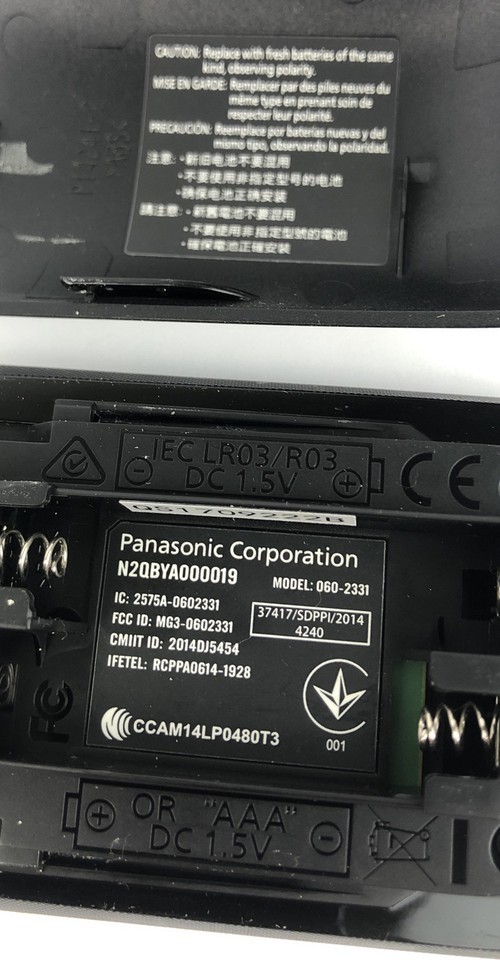 CAUTION: Replace with fresh batteries of the same
kind, observing polarity.
MISE EN GARDE: Remplacer par des piles neuves du
même type en prenant soin de
respecter leur polarité.
PRECAUCIÓN: Reemplace por baterías nuevas y del
mismo tipo, observando la polaridad.
注意: •新旧电池不要混用
•不要使用非指定型号的电池
•确保电池正确安装
請注意: •新舊電池不要混用
•不要使用非指定型號的電池
•確保電池正確安裝
IEC LR03/R03
DC 1.5V
CE
Panasonic Corporation
N2QBYA000019
MODEL: 060-2331
IC: 2575A-0602331
FCC ID: MG3-0602331
CMIIT ID: 2014DJ5454
IFETEL: RCPPA0614-1928
37417/SDPPI/2014
4240
CCAM14LP0480T3
001
FC
OR "AAA"
DC 1.5V